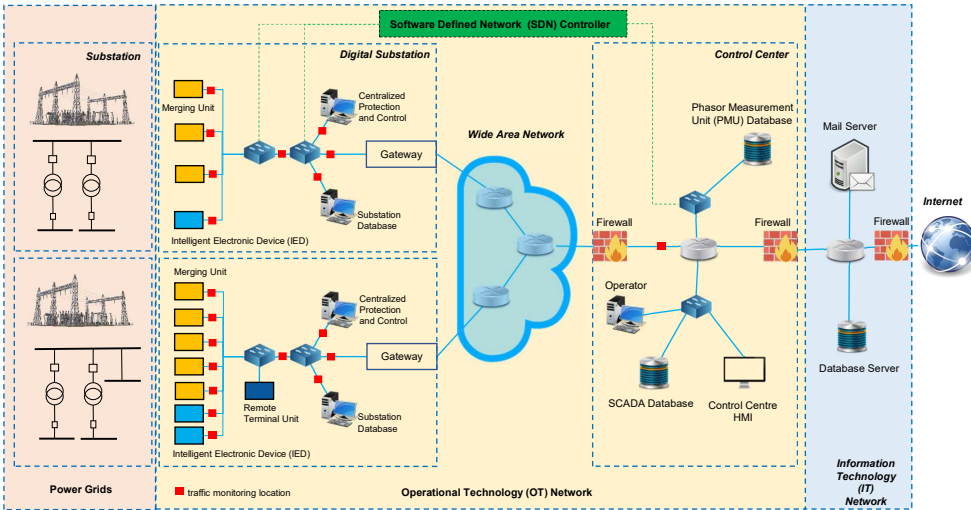 Software Defined Network (SDN) Controller
Substation
Digital Substation
Control Center
Merging Unit
Centralized
Protection
and Control
Gateway
Substation
Database
Intelligent Electronic Device (IED)
Wide Area Network
Phasor Measurement
Unit (PMU) Database
Firewall
Firewall
Operator
SCADA Database
Control Centre
HMI
Mail Server
Firewall
Internet
Database Server
Merging Unit
Centralized
Protection
and Control
Gateway
Remote
Terminal Unit
Substation
Database
Intelligent Electronic Device (IED)
Power Grids
traffic monitoring location
Operational Technology (OT) Network
Information
Technology
(IT)
Network